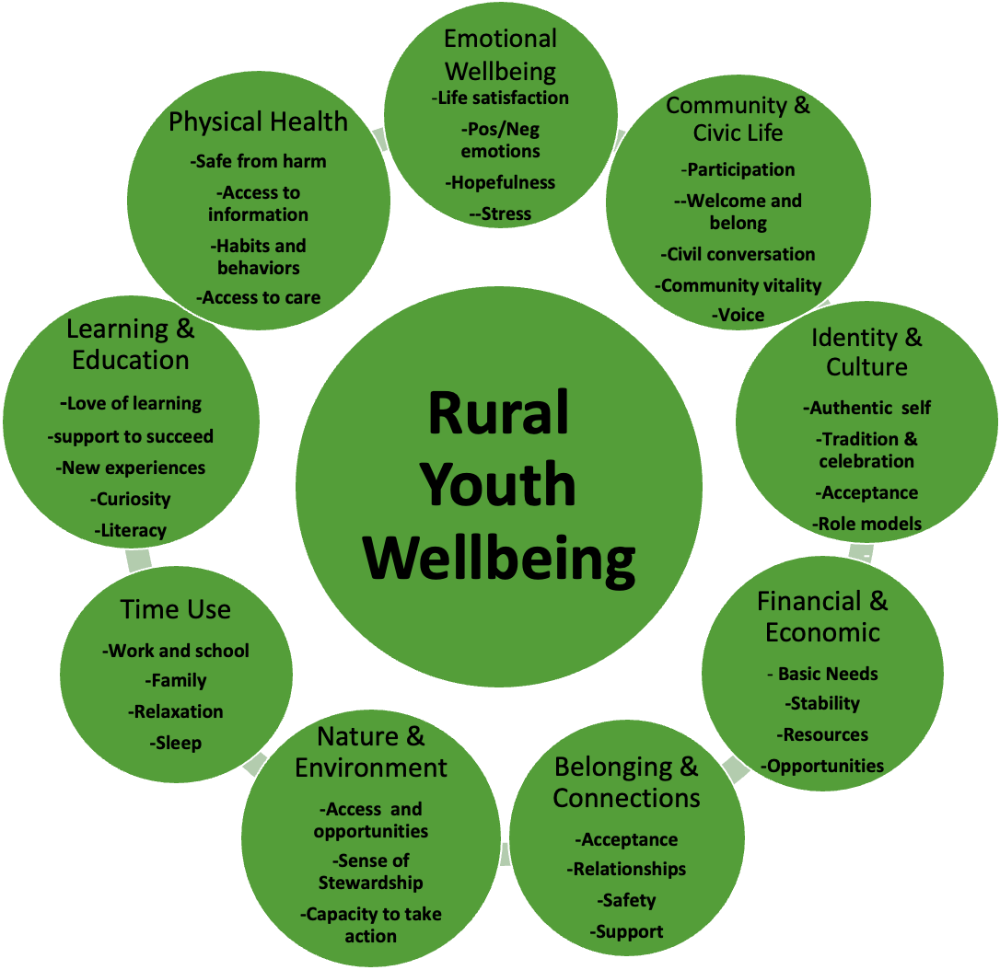 Emotional
Wellbeing
-Life satisfaction
-Pos/Neg
emotions
-Hopefulness
--Stress
Community &
Civic Life
-Participation
--Welcome and
belong
-Civil conversation
-Community vitality
-Voice
Identity &
Culture
-Authentic  self
-Tradition &
celebration
-Acceptance
-Role models
Financial &
Economic
- Basic Needs
-Stability
-Resources
-Opportunities
Belonging &
Connections
-Acceptance
-Relationships
-Safety
-Support
Nature &
Environment
-Access  and
opportunities
-Sense of
Stewardship
-Capacity to take
action
Time Use
-Work and school
-Family
-Relaxation
-Sleep
Learning &
Education
-Love of learning
-support to succeed
-New experiences
-Curiosity
-Literacy
Physical Health
-Safe from harm
-Access to
information
-Habits and
behaviors
-Access to care
Rural
Youth
Wellbeing